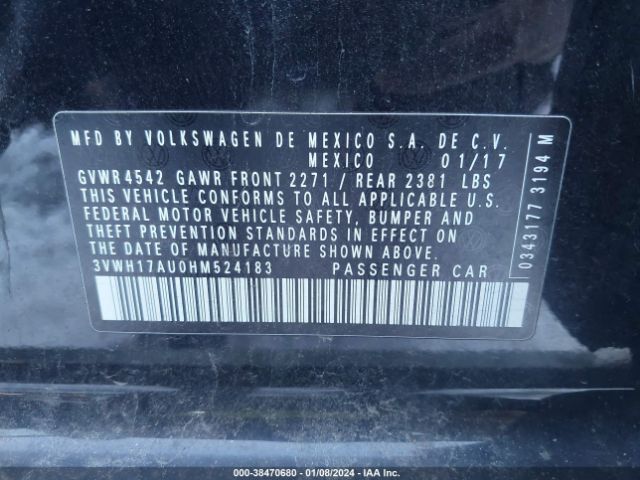 MFD BY VOLKSWAGEN DE MEXICO S.A. DE C.V.
MEXICO 01/17
GVWR 4542 GAWR FRONT 2271 / REAR 2381 LBS
THIS VEHICLE CONFORMS TO ALL APPLICABLE U.S.
FEDERAL MOTOR VEHICLE SAFETY, BUMPER AND
THEFT PREVENTION STANDARDS IN EFFECT ON
THE DATE OF MANUFACTURE SHOWN ABOVE.
3VWH17AU0HM524183 PASSENGER CAR
0343177 3194 M
000-38470680 - 01/08/2024 - IAA Inc.